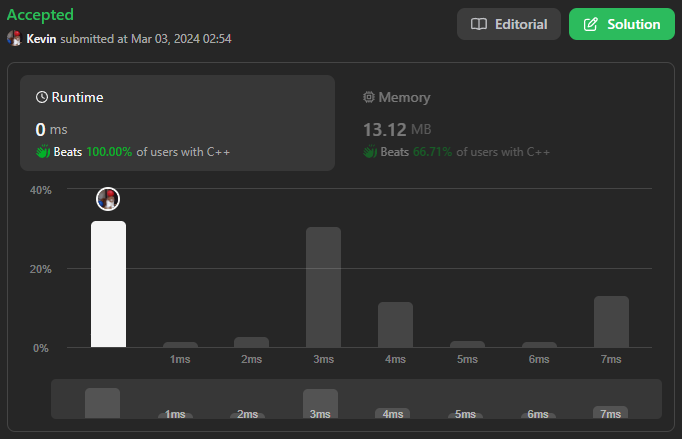 Accepted
Editorial
Solution
Kevin submitted at Mar 03, 2024 02:54
Runtime
Memory
0 ms
13.12 MB
Beats 100.00% of users with C++
Beats 66.71% of users with C++
40%
20%
0%
1ms 2ms 3ms 4ms 5ms 6ms 7ms
1ms 2ms 3ms 4ms 5ms 6ms 7ms